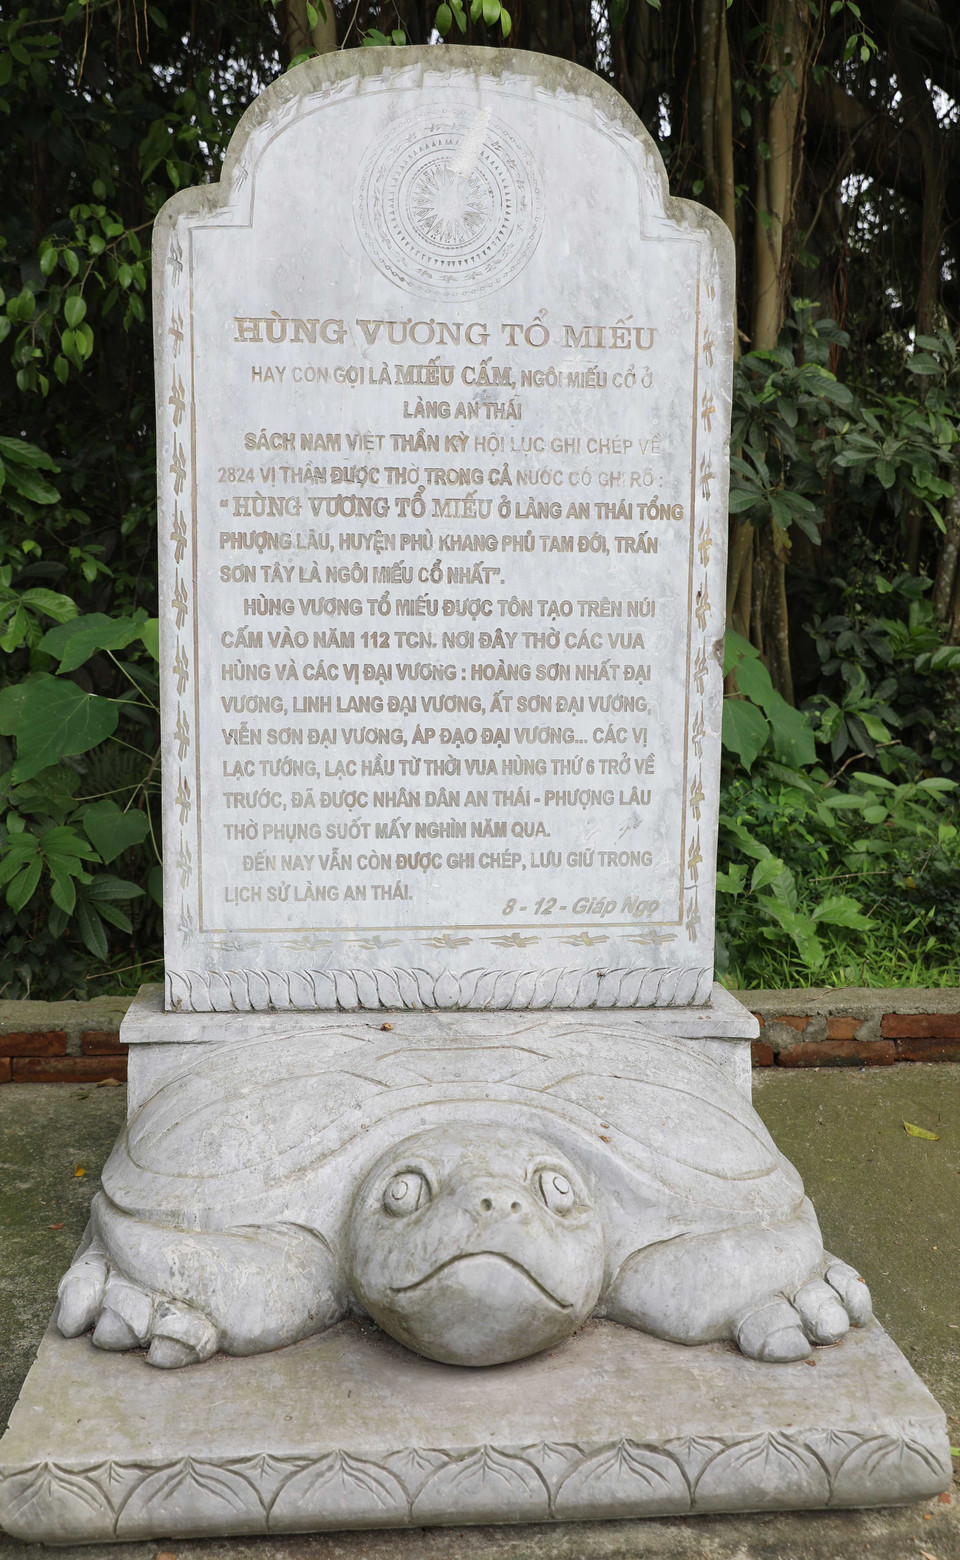 HÙNG VƯƠNG TỔ MIẾU
HAY CÒN GỌI LÀ MIẾU CẤM, NGÔI MIẾU CỔ Ở
LÀNG AN THÁI
SÁCH NAM VIỆT THẦN KỲ HỘI LỤC GHI CHÉP VỀ
2824 VỊ THẦN ĐƯỢC THỜ TRONG CẢ NƯỚC CÓ GHI RÕ :
"HÙNG VƯƠNG TỔ MIẾU Ở LÀNG AN THÁI TỔNG
PHƯỢNG LÂU, HUYỆN PHÙ KHANG PHỦ TAM ĐỚI, TRẤN
SƠN TÂY LÀ NGÔI MIẾU CỔ NHẤT".
HÙNG VƯƠNG TỔ MIẾU ĐƯỢC TÔN TẠO TRÊN NÚI
CẤM VÀO NĂM 112 TCN. NƠI ĐÂY THỜ CÁC VUA
HÙNG VÀ CÁC VỊ ĐẠI VƯƠNG : HOÀNG SƠN NHẤT ĐẠI
VƯƠNG, LINH LANG ĐẠI VƯƠNG, ẤT SƠN ĐẠI VƯƠNG,
VIỄN SƠN ĐẠI VƯƠNG, ÁP ĐẠO ĐẠI VƯƠNG... CÁC VỊ
LẠC TƯỚNG, LẠC HẦU TỪ THỜI VUA HÙNG THỨ 6 TRỞ VỀ
TRƯỚC, ĐÃ ĐƯỢC NHÂN DÂN AN THÁI - PHƯỢNG LÂU
THỜ PHỤNG SUỐT MẤY NGHÌN NĂM QUA.
ĐẾN NAY VẪN CÒN ĐƯỢC GHI CHÉP, LƯU GIỮ TRONG
LỊCH SỬ LÀNG AN THÁI.
8 - 12 - Giáp Ngọ